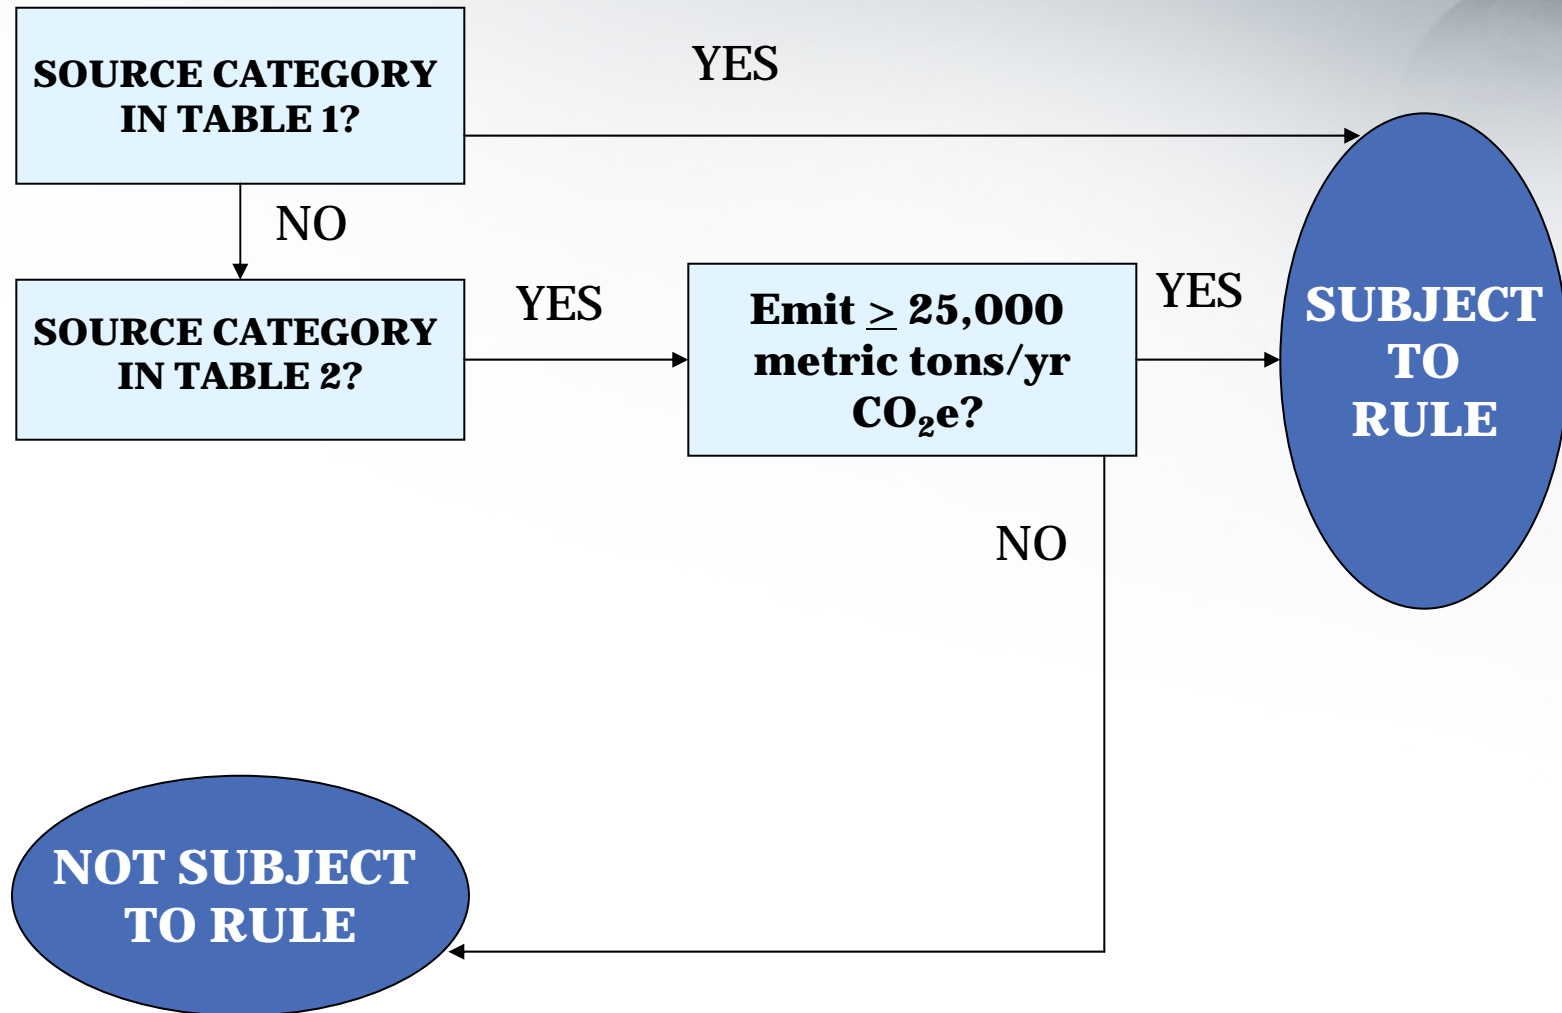 SOURCE CATEGORY
IN TABLE 1?
YES
NO
SOURCE CATEGORY
IN TABLE 2?
YES
Emit ≥ 25,000
metric tons/yr
CO₂e?
YES
SUBJECT
TO
RULE
NO
NOT SUBJECT
TO RULE